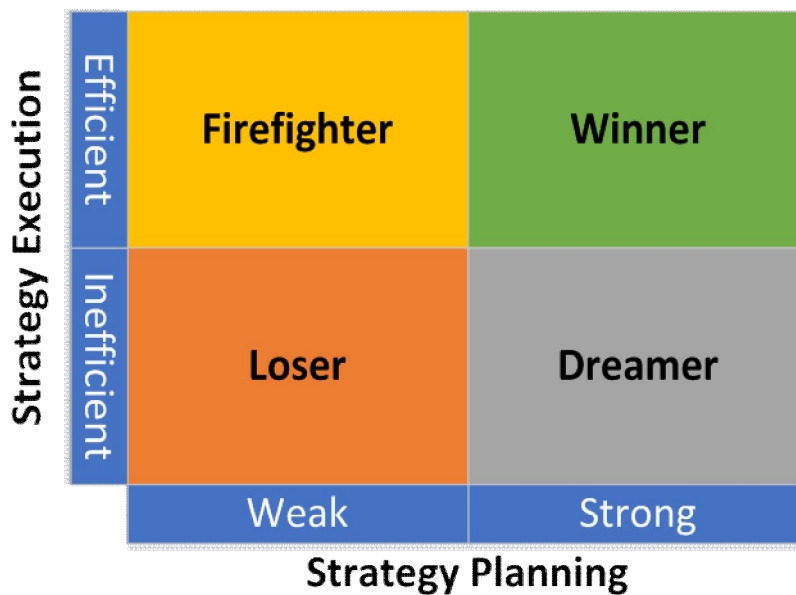 Strategy Execution
Efficient
Firefighter
Winner
Inefficient
Loser
Dreamer
Weak
Strong
Strategy Planning